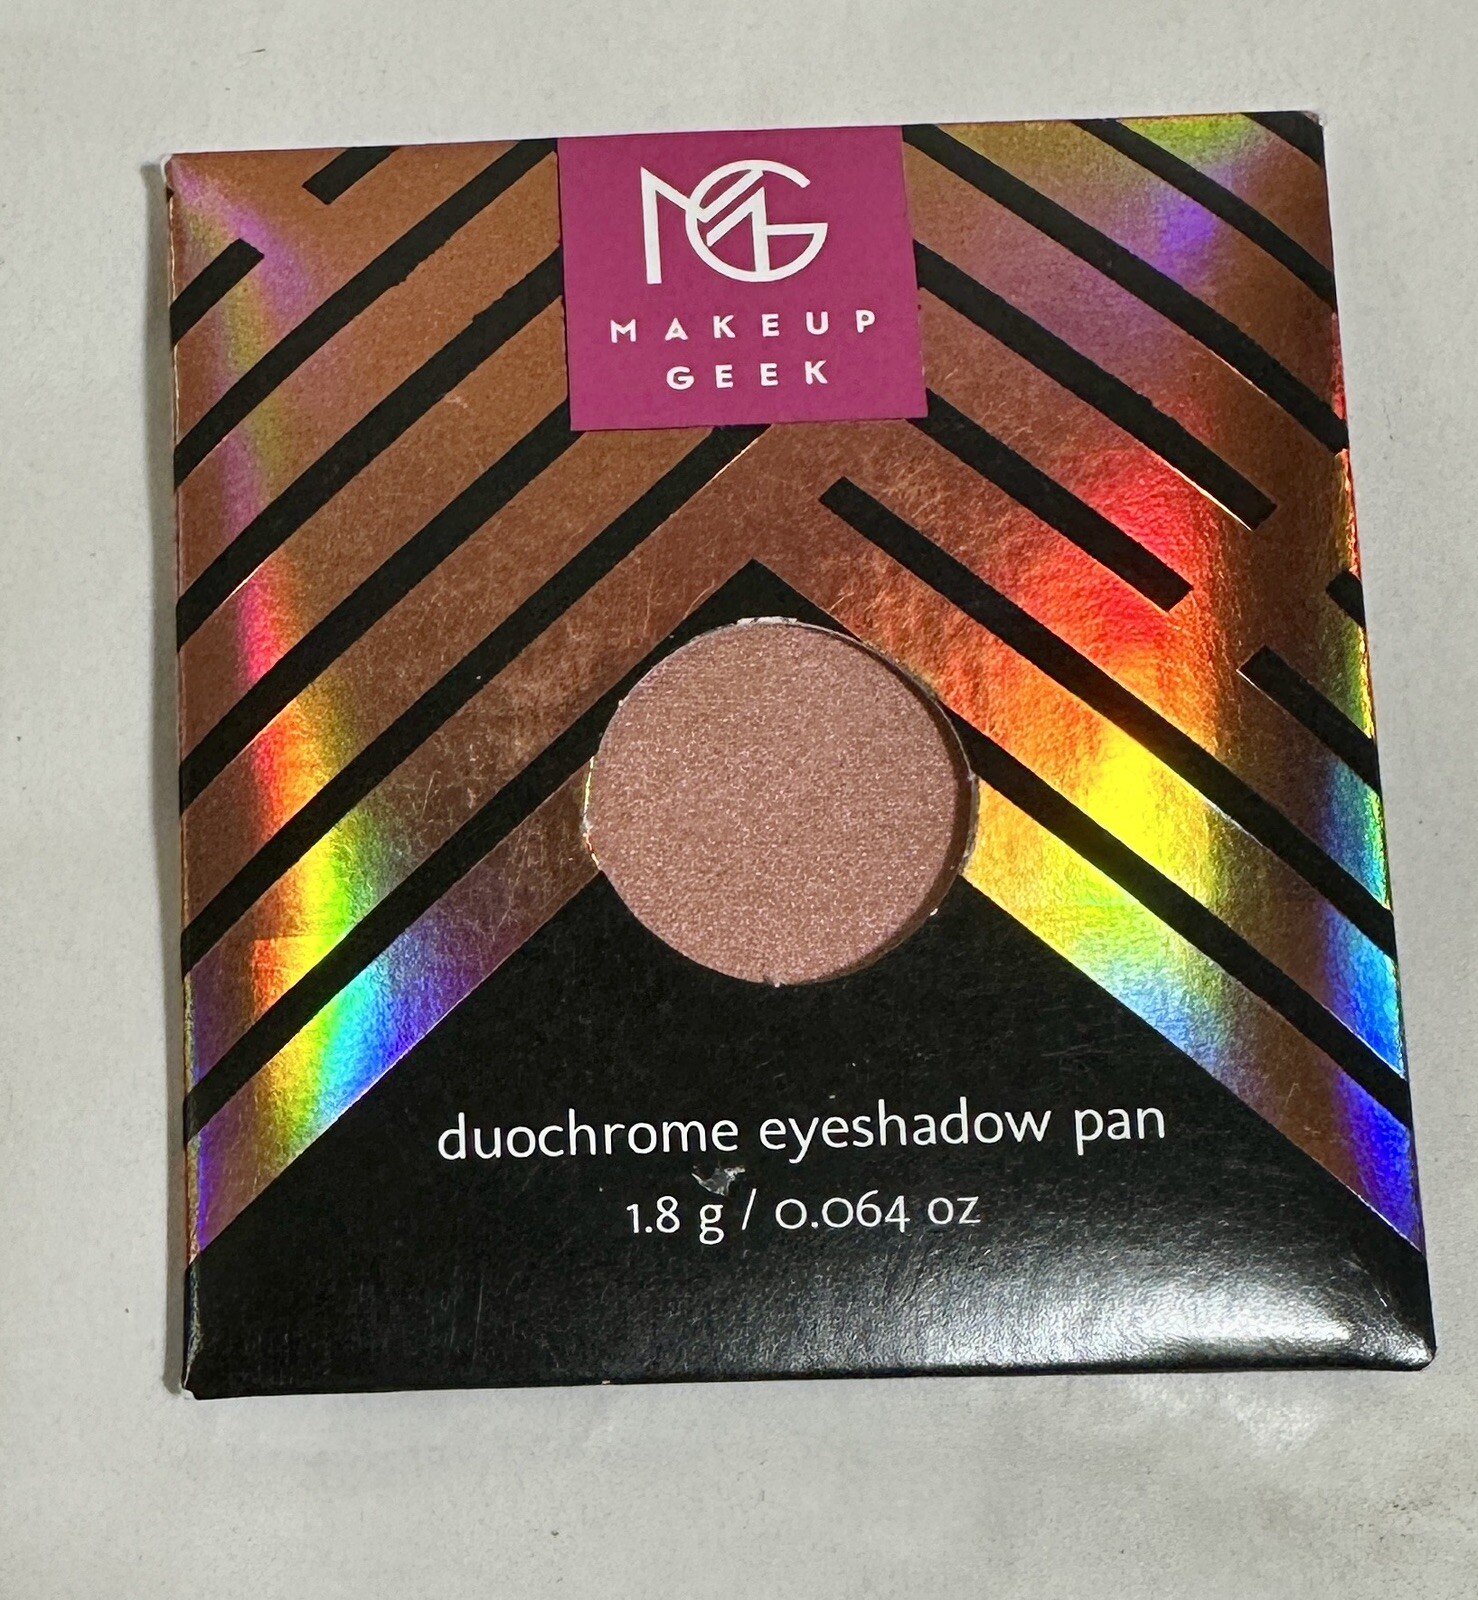 MG
MAKEUP
GEEK
duochrome eyeshadow pan
1.8 g / 0.064 oz